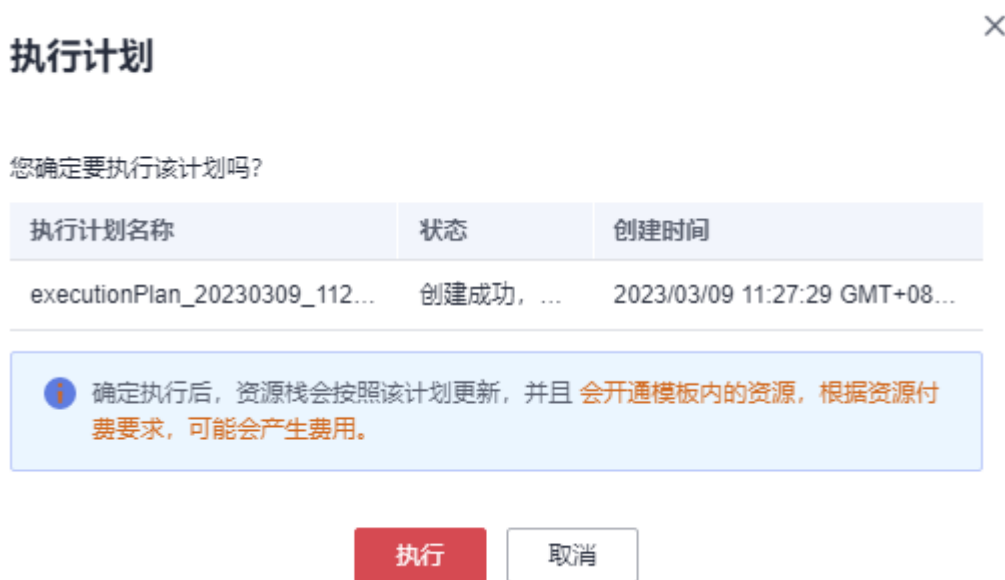 执行计划
您确定要执行该计划吗?
执行计划名称 状态 创建时间
executionPlan_20230309_112... 创建成功, ... 2023/03/09 11:27:29 GMT+08...
确定执行后，资源栈会按照该计划更新，并且 会开通模板内的资源，根据资源付
费要求，可能会产生费用。
执行 取消